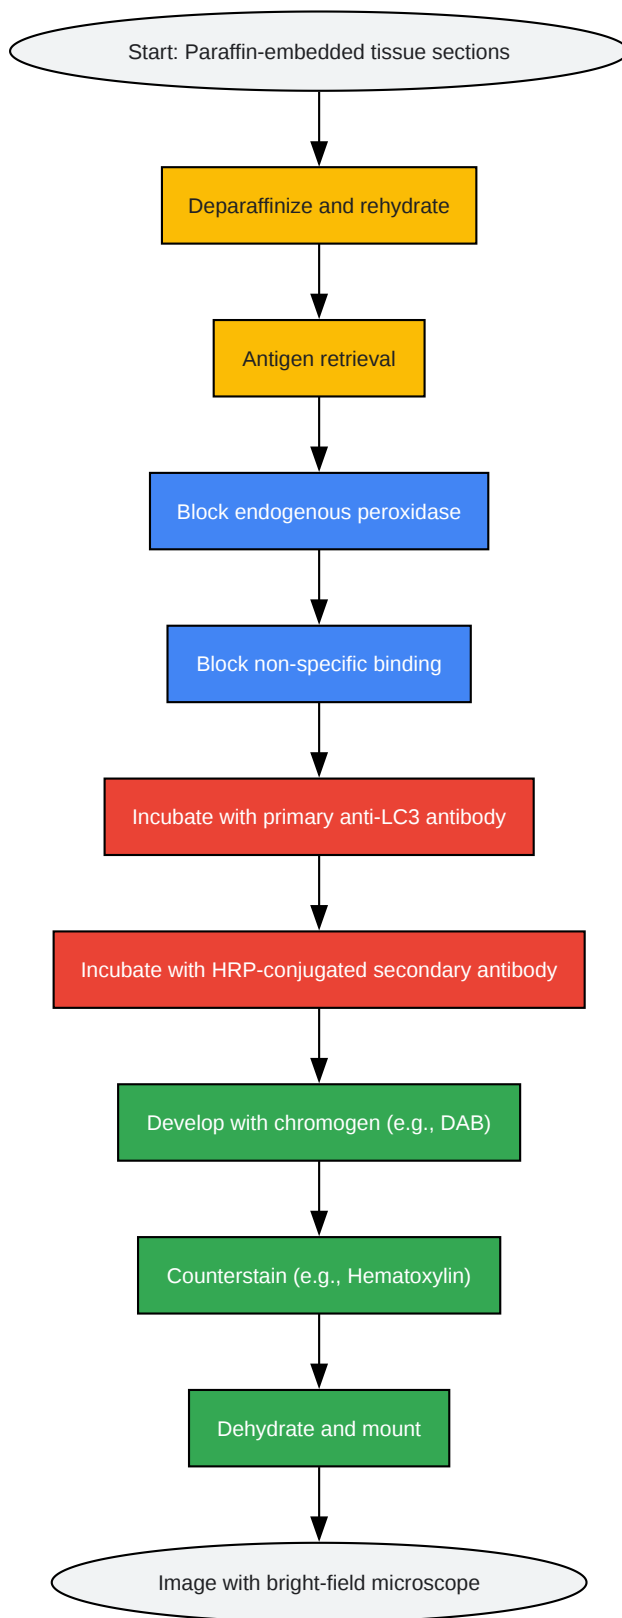 Start: Paraffin-embedded tissue sections
Deparaffinize and rehydrate
Antigen retrieval
Block endogenous peroxidase
Block non-specific binding
Incubate with primary anti-LC3 antibody
Incubate with HRP-conjugated secondary antibody
Develop with chromogen (e.g., DAB)
Counterstain (e.g., Hematoxylin)
Dehydrate and mount
Image with bright-field microscope